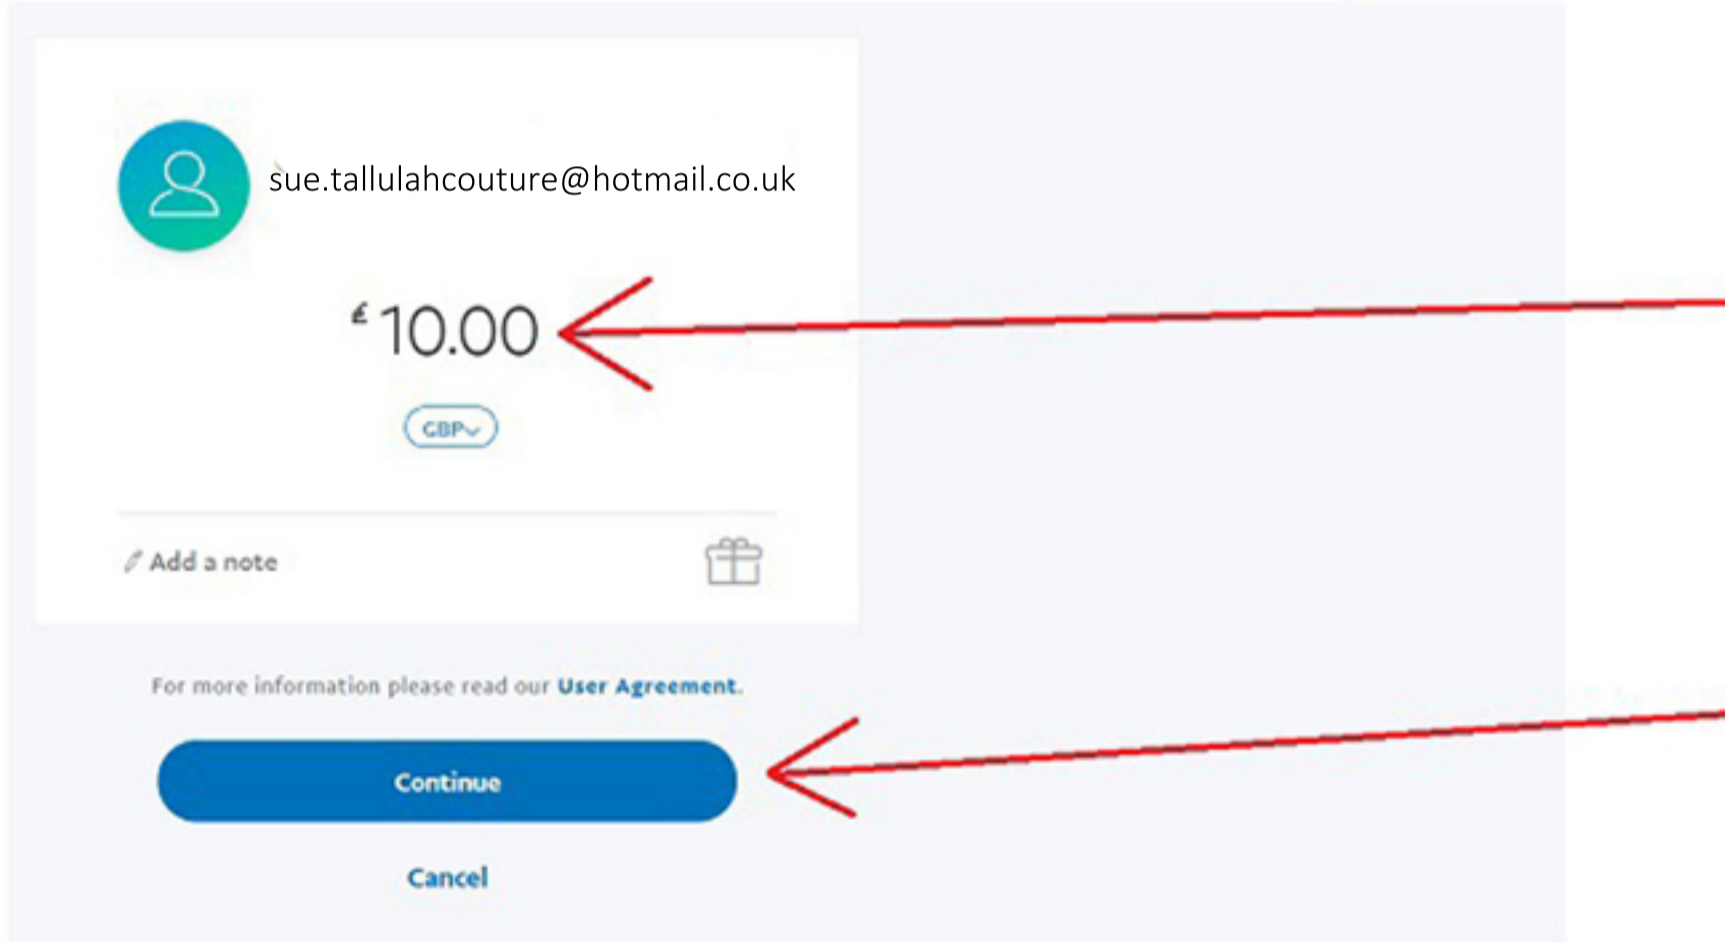 sue.tallulahcouture@hotmail.co.uk
£10.00
GBP
Add a note
For more information please read our User Agreement.
Continue
Cancel